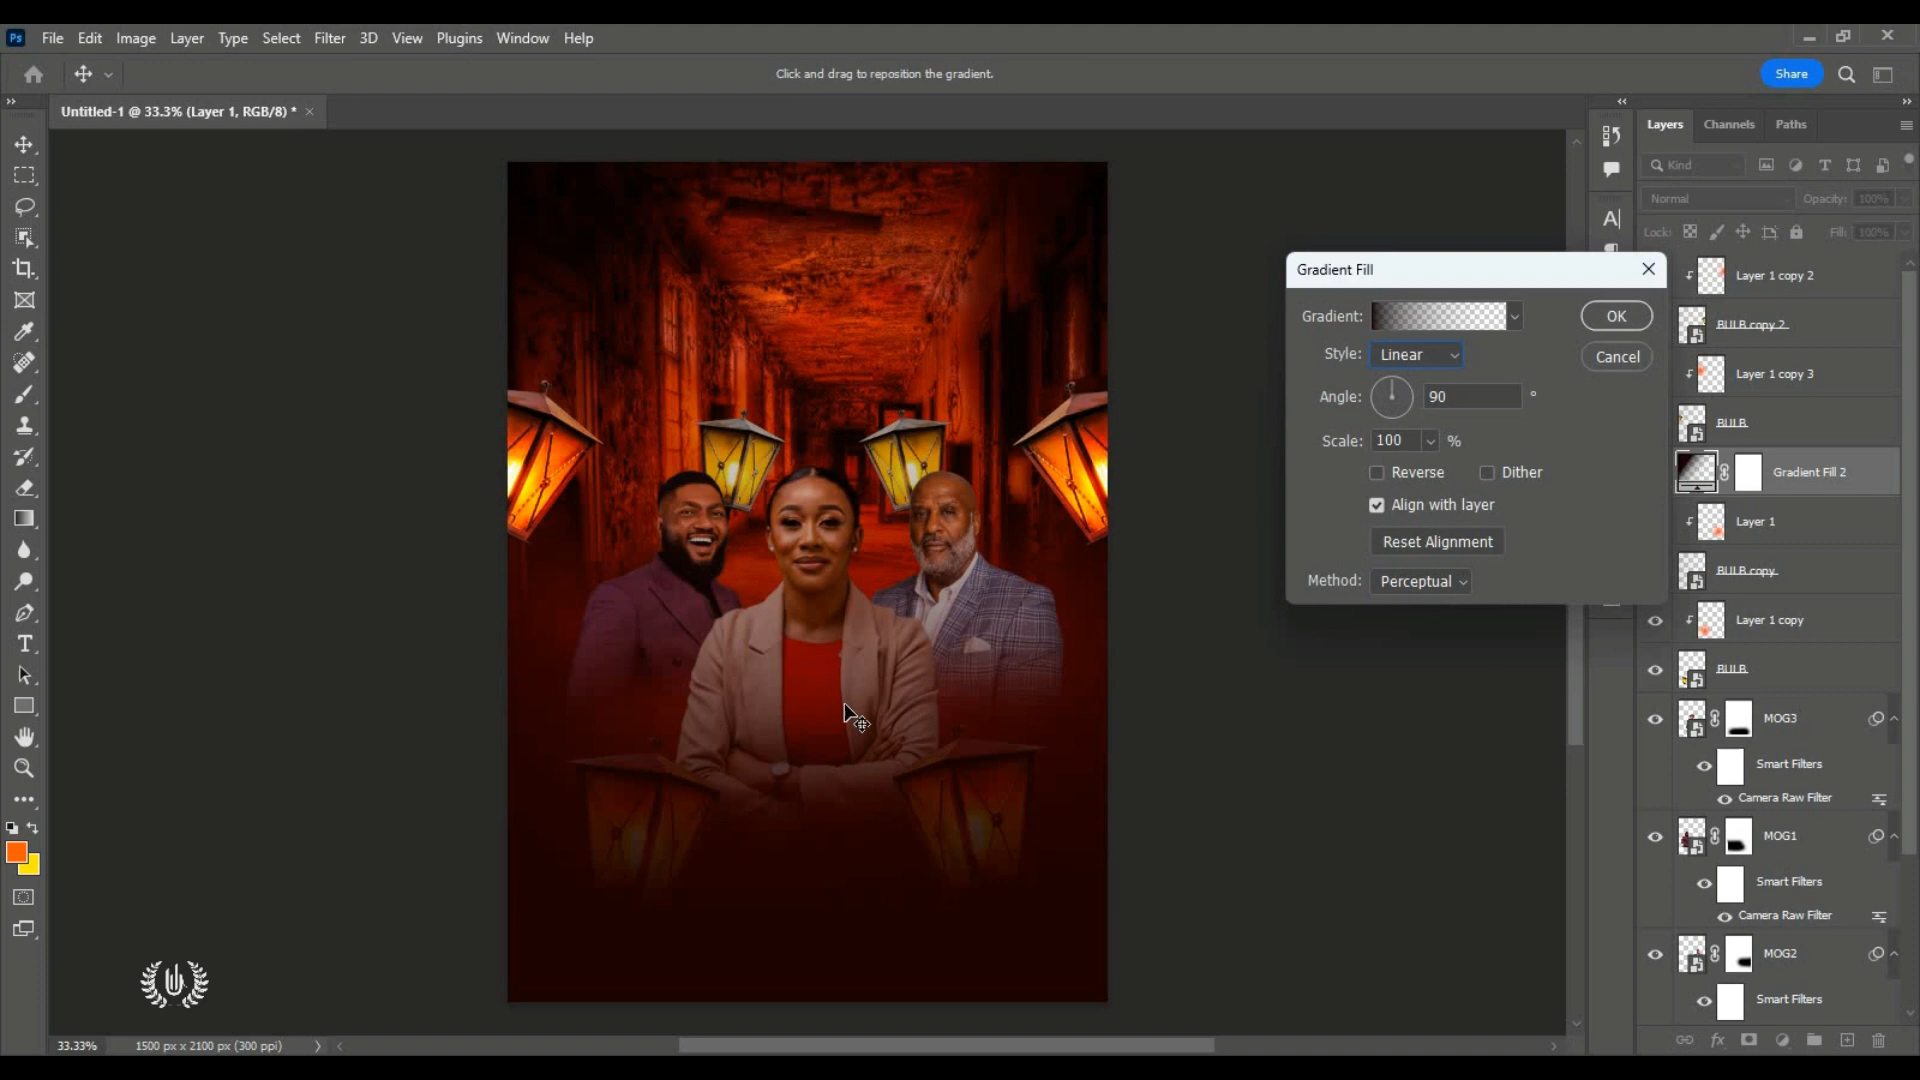 Ps File Edit Image Layer Type Select Filter 3D View Plugins Window Help
Click and drag to reposition the gradient.
Share
Untitled-1 @ 33.3% (Layer 1, RGB/8) *
Layers Channels Paths
Kind
Normal Opacity: 100%
Lock: Fill: 100%
Gradient Fill
Gradient: OK
Style: Linear Cancel
Angle: 90 °
Scale: 100 %
Reverse Dither
Align with layer
Reset Alignment
Method: Perceptual
Layer 1 copy 2
BULB copy 2
Layer 1 copy 3
BULB
Gradient Fill 2
Layer 1
BULB copy
Layer 1 copy
BULB
MOG3
Smart Filters
Camera Raw Filter
MOG1
Smart Filters
Camera Raw Filter
MOG2
Smart Filters
33.33% 1500 px x 2100 px (300 ppi)